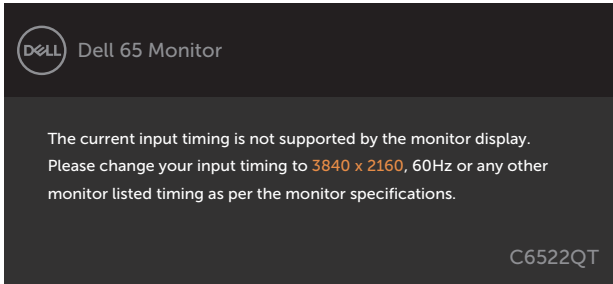 DELL
Dell 65 Monitor
The current input timing is not supported by the monitor display.
Please change your input timing to 3840 x 2160, 60Hz or any other
monitor listed timing as per the monitor specifications.
C6522QT